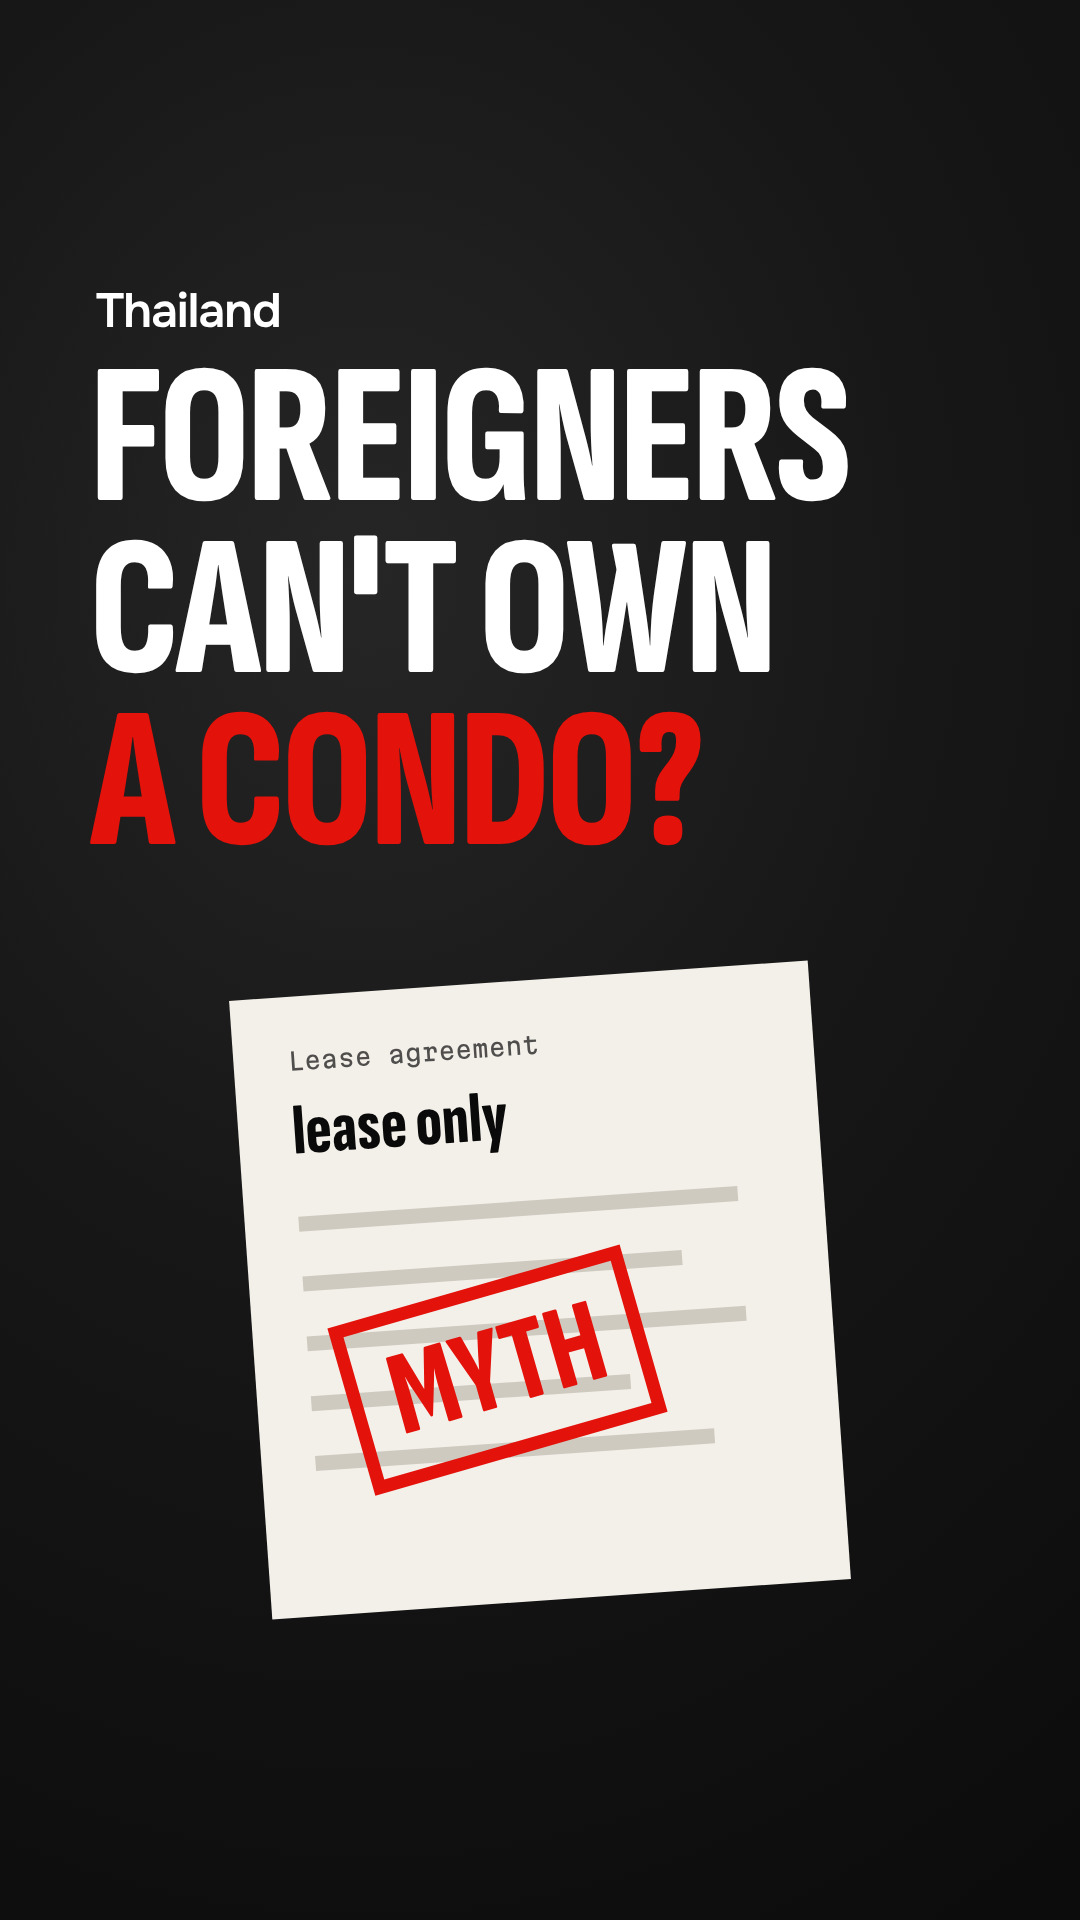 Thailand
FOREIGNERS
CAN'T OWN
A CONDO?
Lease agreement
lease only
MYTH